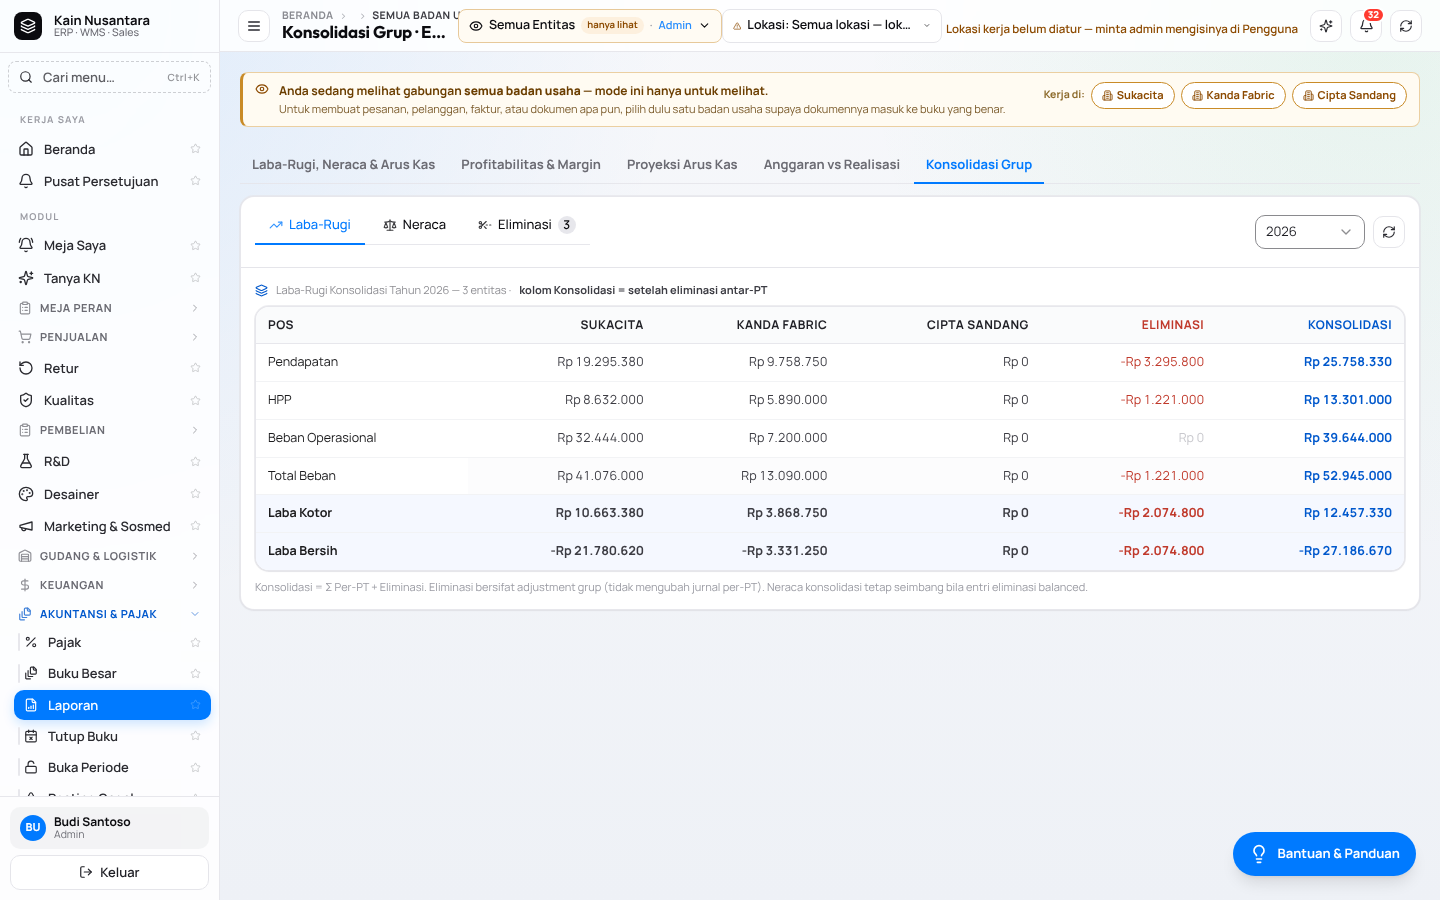 Kain Nusantara
ERP · WMS · Sales
Cari menu... Ctrl+K
KERJA SAYA
Beranda
Pusat Persetujuan
MODUL
Meja Saya
Tanya KN
MEJA PERAN
PENJUALAN
Retur
Kualitas
PEMBELIAN
R&D
Desainer
Marketing & Sosmed
GUDANG & LOGISTIK
KEUANGAN
AKUNTANSI & PAJAK
Pajak
Buku Besar
Laporan
Tutup Buku
Buka Periode
BU Budi Santoso
Admin
Keluar
BERANDA › › SEMUA BADAN U
Konsolidasi Grup · E...
Semua Entitas hanya lihat · Admin
Lokasi: Semua lokasi — lok...
Lokasi kerja belum diatur — minta admin mengisinya di Pengguna
32
Anda sedang melihat gabungan semua badan usaha — mode ini hanya untuk melihat.
Untuk membuat pesanan, pelanggan, faktur, atau dokumen apa pun, pilih dulu satu badan usaha supaya dokumennya masuk ke buku yang benar.
Kerja di: Sukacita Kanda Fabric Cipta Sandang
Laba-Rugi, Neraca & Arus Kas Profitabilitas & Margin Proyeksi Arus Kas Anggaran vs Realisasi Konsolidasi Grup
Laba-Rugi Neraca Eliminasi 3 2026
Laba-Rugi Konsolidasi Tahun 2026 — 3 entitas · kolom Konsolidasi = setelah eliminasi antar-PT
POS SUKACITA KANDA FABRIC CIPTA SANDANG ELIMINASI KONSOLIDASI
Pendapatan Rp 19.295.380 Rp 9.758.750 Rp 0 -Rp 3.295.800 Rp 25.758.330
HPP Rp 8.632.000 Rp 5.890.000 Rp 0 -Rp 1.221.000 Rp 13.301.000
Beban Operasional Rp 32.444.000 Rp 7.200.000 Rp 0 Rp 0 Rp 39.644.000
Total Beban Rp 41.076.000 Rp 13.090.000 Rp 0 -Rp 1.221.000 Rp 52.945.000
Laba Kotor Rp 10.663.380 Rp 3.868.750 Rp 0 -Rp 2.074.800 Rp 12.457.330
Laba Bersih -Rp 21.780.620 -Rp 3.331.250 Rp 0 -Rp 2.074.800 -Rp 27.186.670
Konsolidasi = Σ Per-PT + Eliminasi. Eliminasi bersifat adjustment grup (tidak mengubah jurnal per-PT). Neraca konsolidasi tetap seimbang bila entri eliminasi balanced.
Bantuan & Panduan